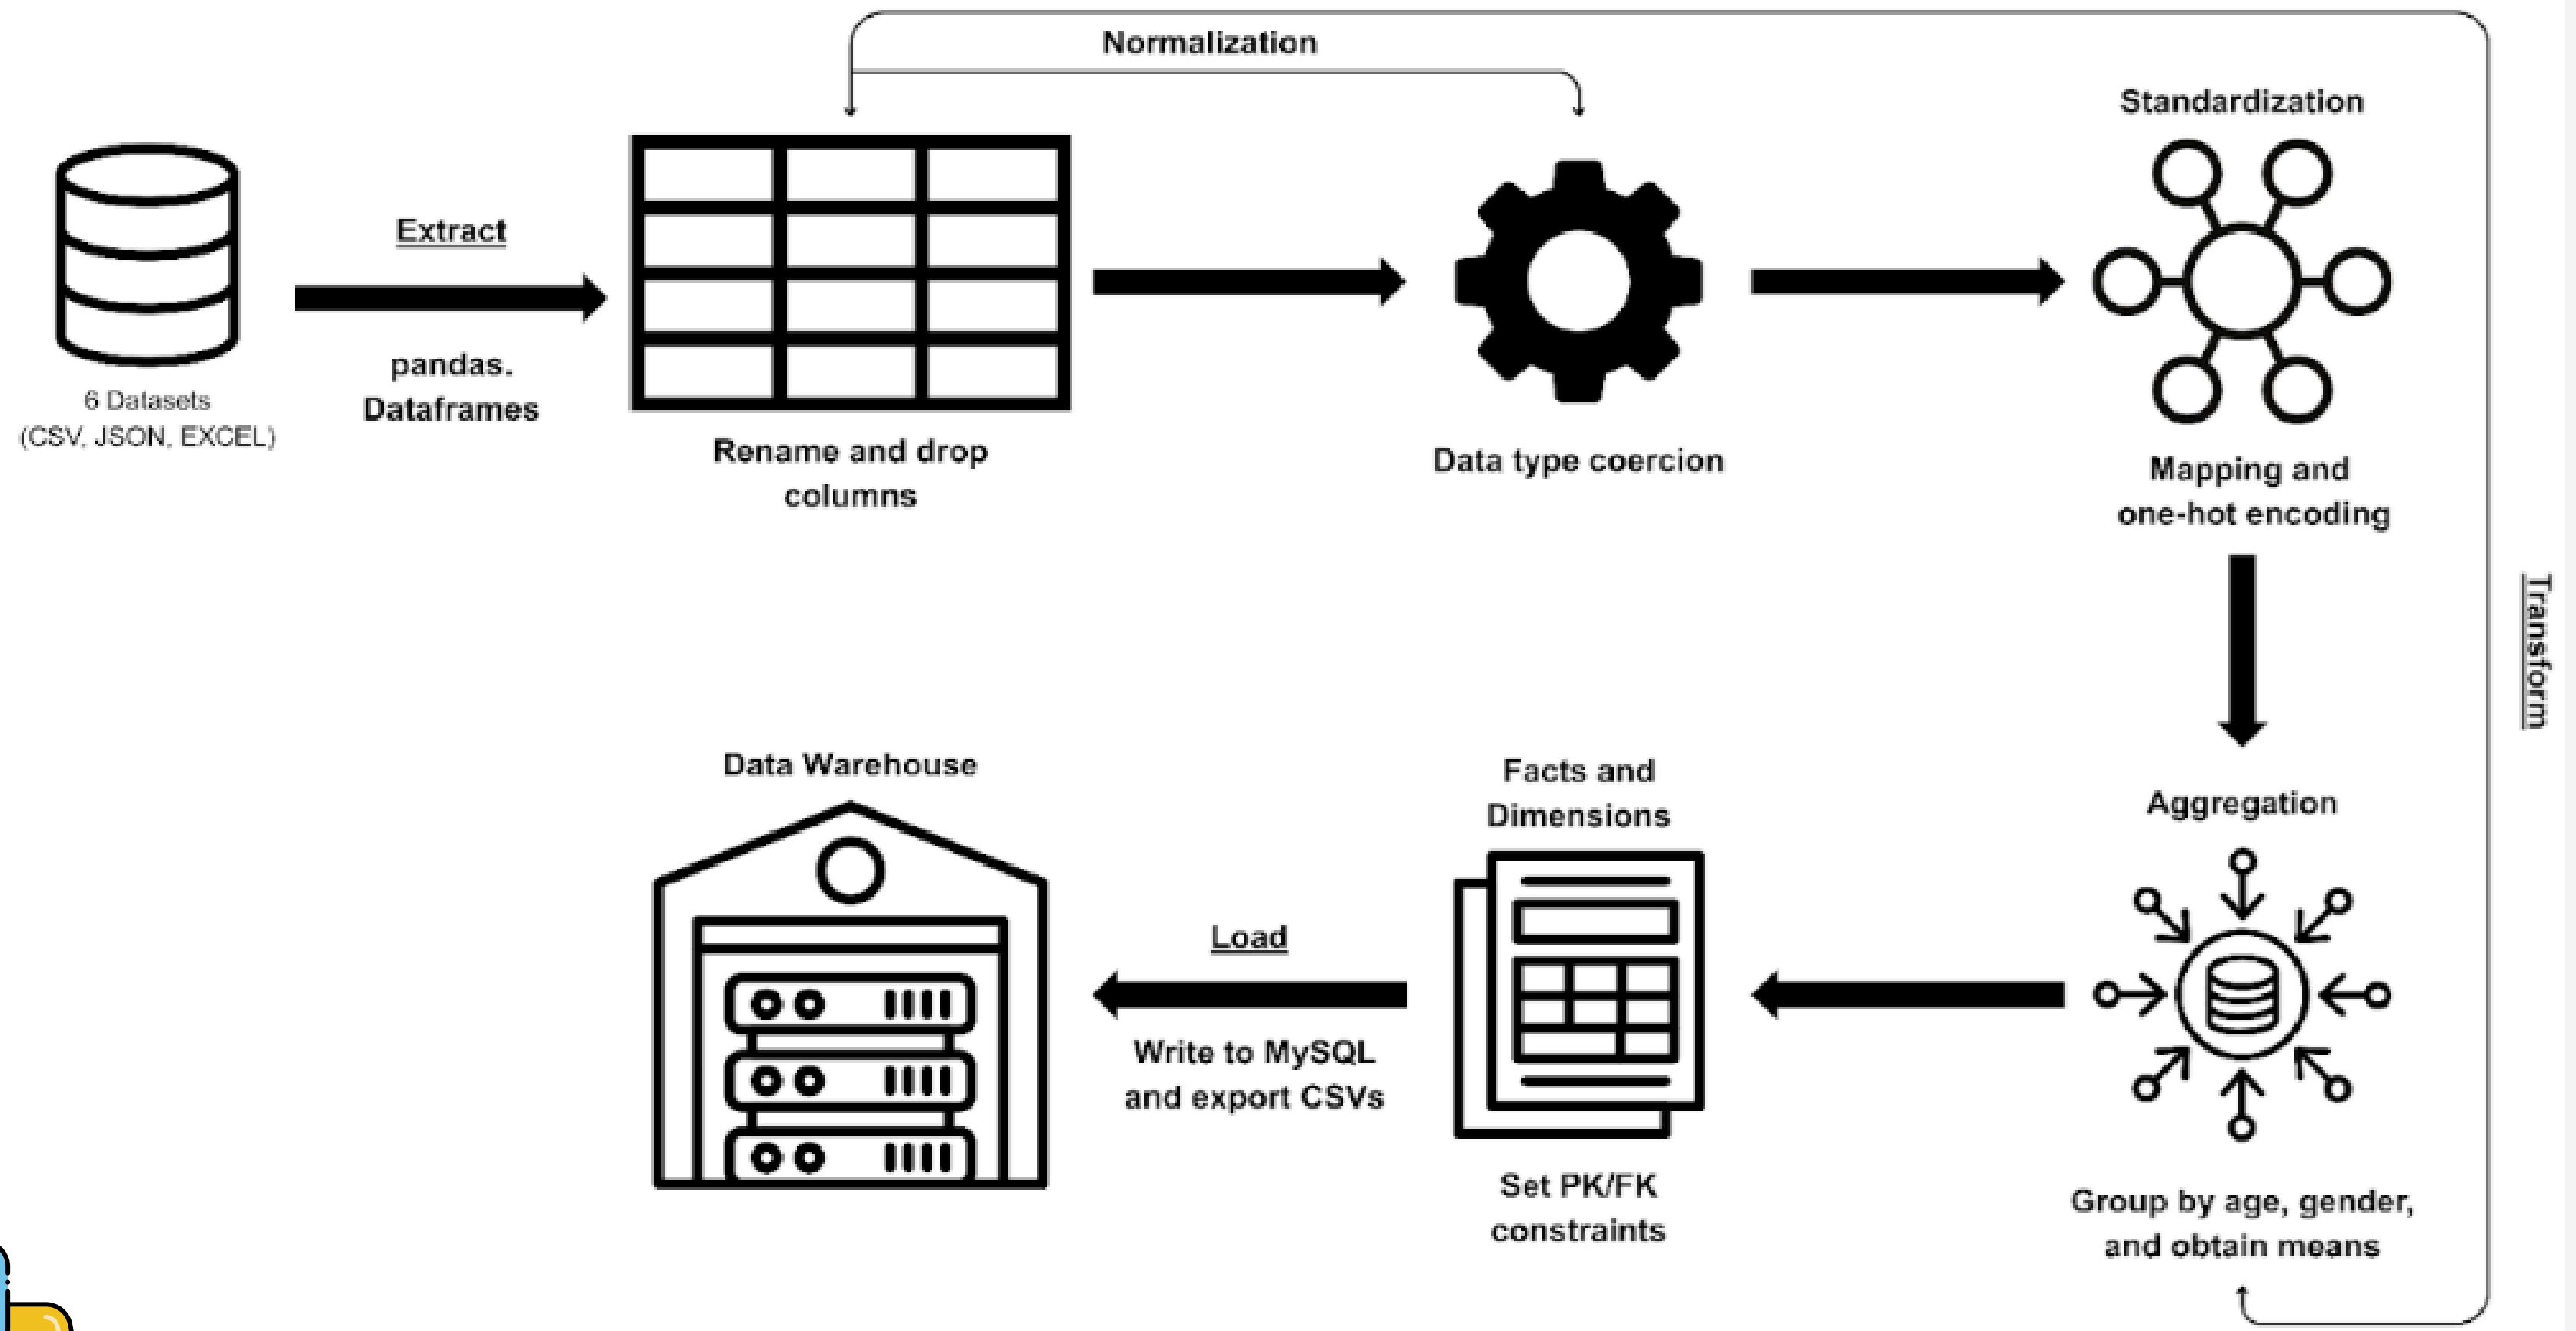 Normalization
Standardization
Extract
pandas.
Dataframes
6 Datasets
(CSV, JSON, EXCEL)
Rename and drop
columns
Data type coercion
Mapping and
one-hot encoding
Transform
Aggregation
Group by age, gender,
and obtain means
Facts and
Dimensions
Set PK/FK
constraints
Load
Write to MySQL
and export CSVs
Data Warehouse